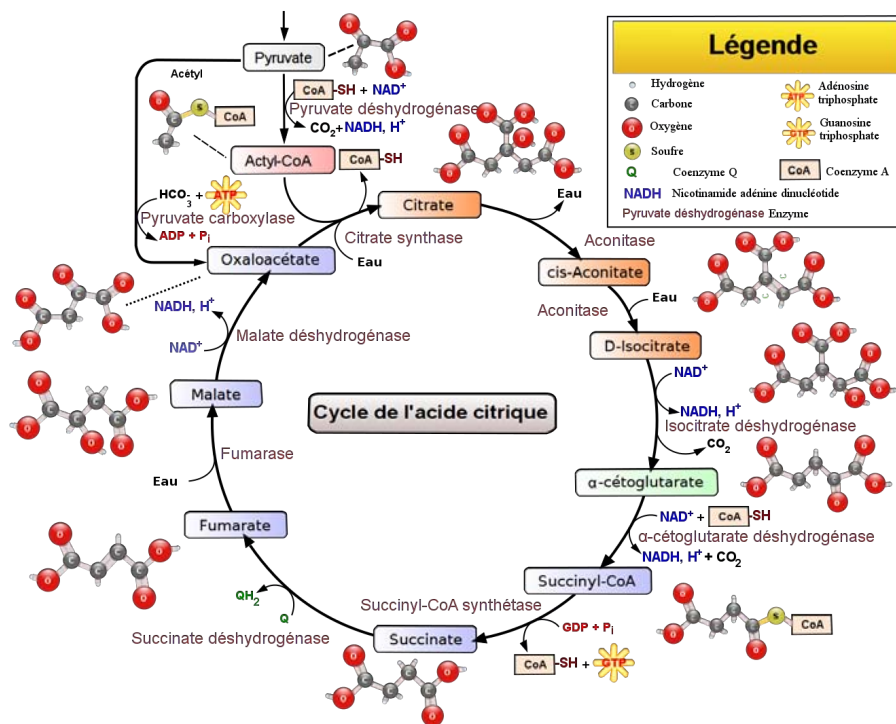 Pyruvate
Acétyl
CoA-SH + NAD+
Pyruvate déshydrogénase
CO2+NADH, H+
S
CoA
Actyl-CoA
CoA-SH
HCO3- + ATP
Pyruvate carboxylase
ADP + Pi
Oxaloacétate
Citrate
Citrate synthase
Eau
Eau
Aconitase
cis-Aconitate
Aconitase
Eau
D-Isocitrate
NAD+
NADH, H+
Isocitrate déshydrogénase
CO2
α-cétoglutarate
NAD+ + CoA-SH
α-cétoglutarate déshydrogénase
NADH, H+ + CO2
Succinyl-CoA
S
CoA
Succinyl-CoA synthétase
GDP + Pi
CoA-SH + GTP
Succinate
Succinate déshydrogénase
Q
QH2
Fumarate
Eau
Fumarase
Malate
NAD+
Malate déshydrogénase
NADH, H+
Cycle de l'acide citrique
Légende
Hydrogène
C Carbone
O Oxygène
S Soufre
Q Coenzyme Q
NADH Nicotinamide adénine dinucléotide
Pyruvate déshydrogénase Enzyme
ATP Adénosine
triphosphate
GTP Guanosine
triphosphate
CoA Coenzyme A